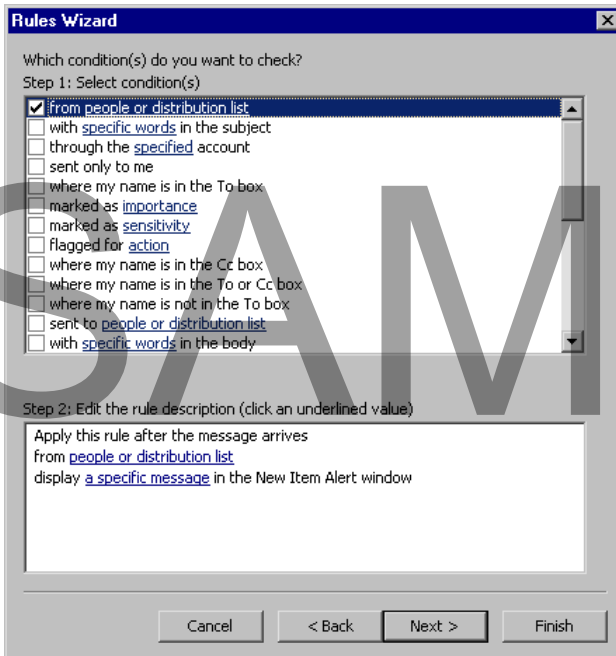 Rules Wizard
Which condition(s) do you want to check?
Step 1: Select condition(s)
from people or distribution list
with specific words in the subject
through the specified account
sent only to me
where my name is in the To box
marked as importance
marked as sensitivity
flagged for action
where my name is in the Cc box
where my name is in the To or Cc box
where my name is not in the To box
sent to people or distribution list
with specific words in the body
Step 2: Edit the rule description (click an underlined value)
Apply this rule after the message arrives
from people or distribution list
display a specific message in the New Item Alert window
Cancel
< Back
Next >
Finish
SAM